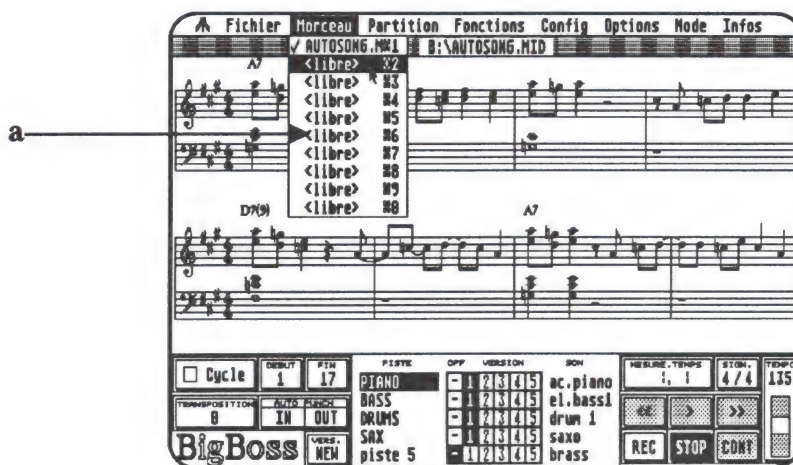 Fichier Morceau Partition Fonctions Config Options Mode Infos
✓ AUTOSONG.M⌘1 B:\AUTOSONG.MID
A7 <libre> ⌘2
<libre> ⌘3
<libre> ⌘4
<libre> ⌘5
a <libre> ⌘6
<libre> ⌘7
<libre> ⌘8
<libre> ⌘9
<libre> ⌘0
D7(9) A7
PISTE OFF VERSION SON
Cycle DEBUT 1 FIN 17
TRANSPOSITION 0 AUTO PUNCH IN OUT
BigBoss VERS. NEW
PIANO - 1 2 3 4 5 ac.piano
BASS - 1 2 3 4 5 el.bass1
DRUMS - 1 2 3 4 5 drum 1
SAX - 1 2 3 4 5 saxo
piste 5 - 1 2 3 4 5 brass
MESURE.TEMPS 1, 1 SIGN. 4/4 TEMPO 135
<< > >>
REC STOP CONT